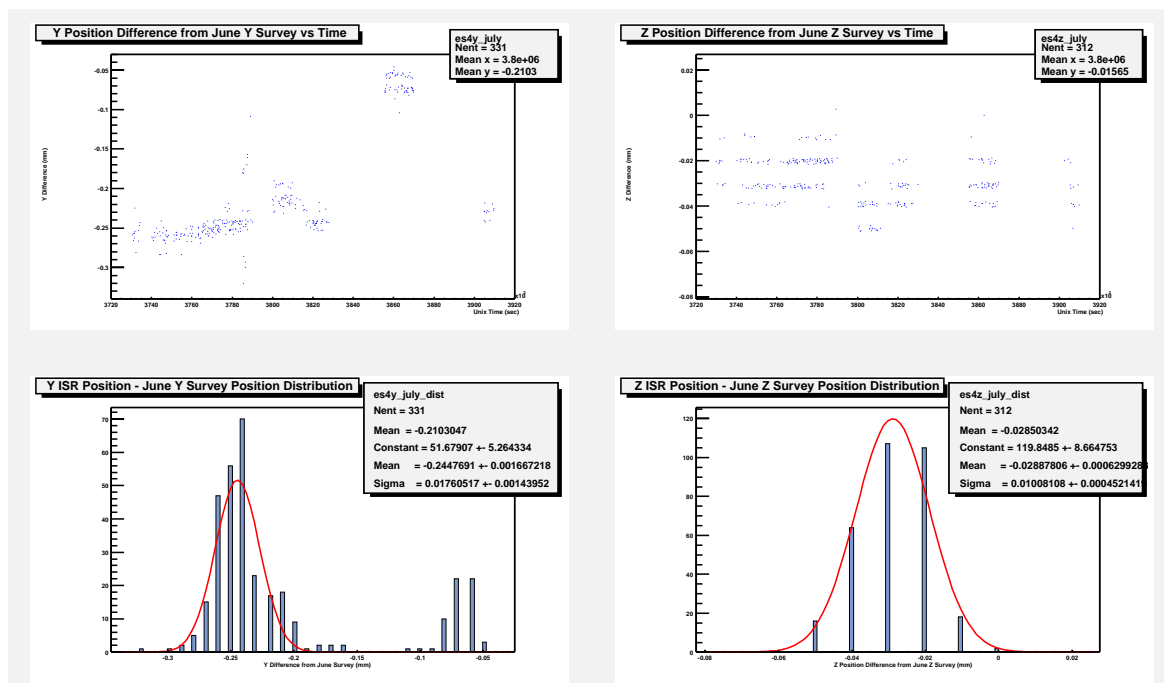 Y Position Difference from June Y Survey vs Time
es4y_july
Nent = 331
Mean x = 3.8e+06
Mean y = -0.2103
-0.05
-0.1
-0.15
-0.2
-0.25
-0.3
Y Difference (mm)
3720 3740 3760 3780 3800 3820 3840 3860 3880 3900 3920
x10^3
Unix Time (sec)
Z Position Difference from June Z Survey vs Time
es4z_july
Nent = 312
Mean x = 3.8e+06
Mean y = -0.01565
0.02
0
-0.02
-0.04
-0.06
-0.08
Z Difference (mm)
3720 3740 3760 3780 3800 3820 3840 3860 3880 3900 3920
x10^3
Unix Time (sec)
Y ISR Position - June Y Survey Position Distribution
es4y_july_dist
Nent = 331
Mean = -0.2103047
Constant = 51.67907 +- 5.264334
Mean = -0.2447691 +- 0.001667218
Sigma = 0.01760517 +- 0.00143952
70
60
50
40
30
20
10
0
-0.3 -0.25 -0.2 -0.15 -0.1 -0.05
Y Difference from June Survey (mm)
Z ISR Position - June Z Survey Position Distribution
es4z_july_dist
Nent = 312
Mean = -0.02850342
Constant = 119.8485 +- 8.664753
Mean = -0.02887806 +- 0.0006299288
Sigma = 0.01008108 +- 0.0004521419
120
100
80
60
40
20
0
-0.08 -0.06 -0.04 -0.02 0 0.02
Z Position Difference from June Z Survey (mm)